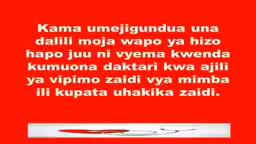 Kama umejigundua una
dalili moja wapo ya hizo
hapo juu ni vyema kwenda
kumuona daktari kwa ajili
ya vipimo zaidi vya mimba
ili kupata uhakika zaidi.